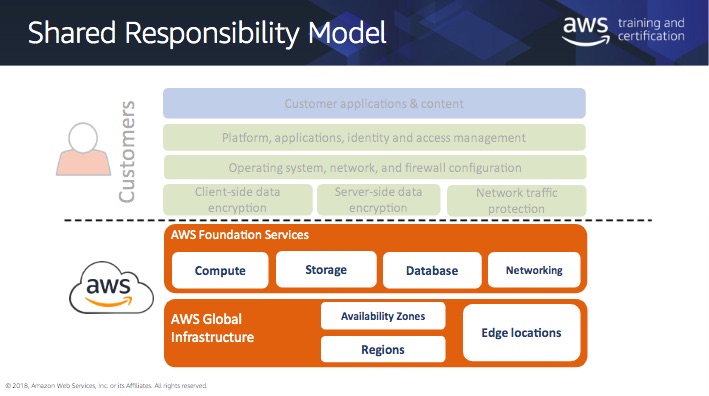 Shared Responsibility Model
aws
training and
certification
Customers
Customer applications & content
Platform, applications, identity and access management
Operating system, network, and firewall configuration
Client-side data
encryption
Server-side data
encryption
Network traffic
protection
aws
AWS Foundation Services
Compute
Storage
Database
Networking
AWS Global
Infrastructure
Availability Zones
Regions
Edge locations
© 2018, Amazon Web Services, Inc. or its Affiliates. All rights reserved.